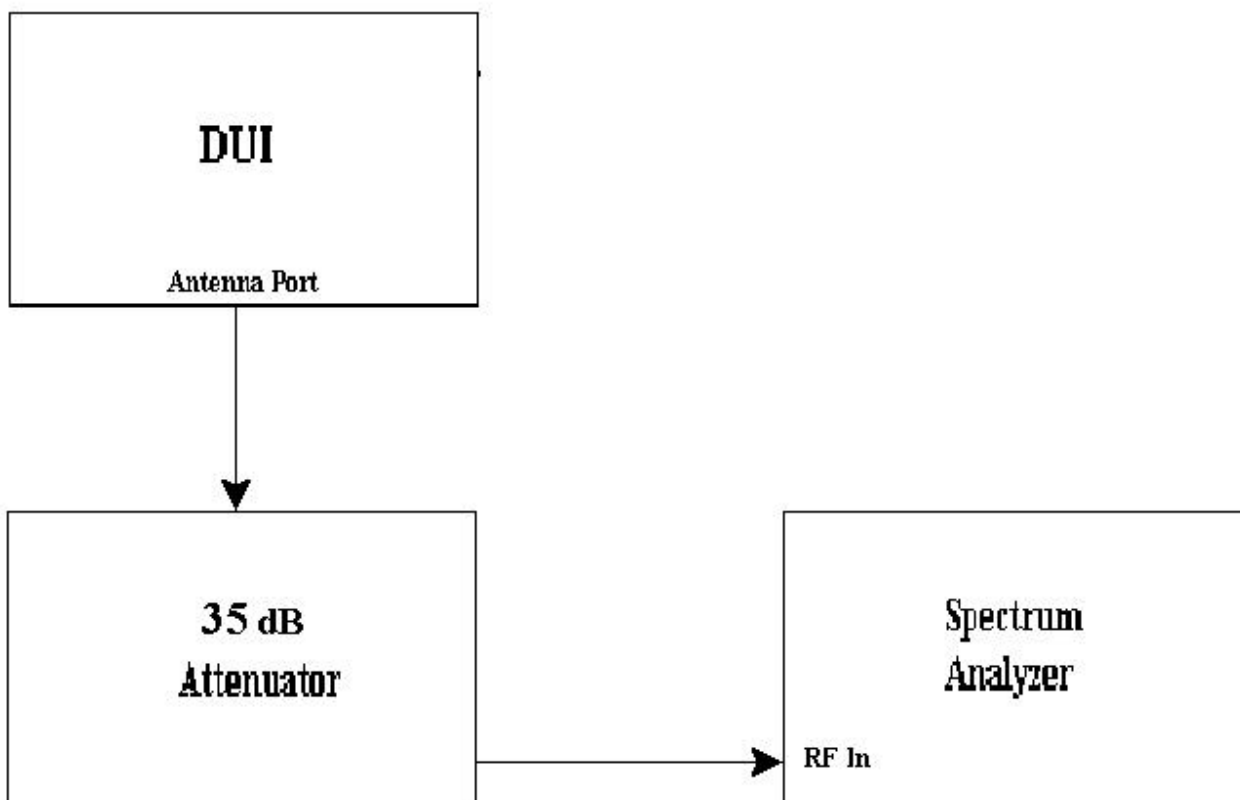 DUI
Antenna Port
35 dB
Attenuator
Spectrum
Analyzer
RF In